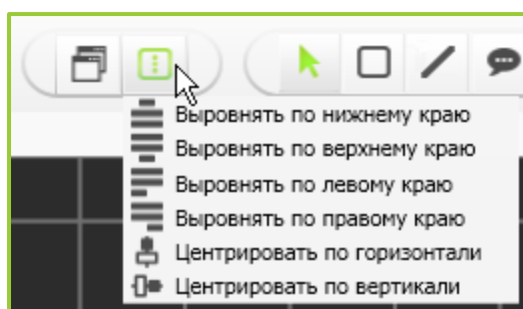 Выровнять по нижнему краю
Выровнять по верхнему краю
Выровнять по левому краю
Выровнять по правому краю
Центрировать по горизонтали
Центрировать по вертикали